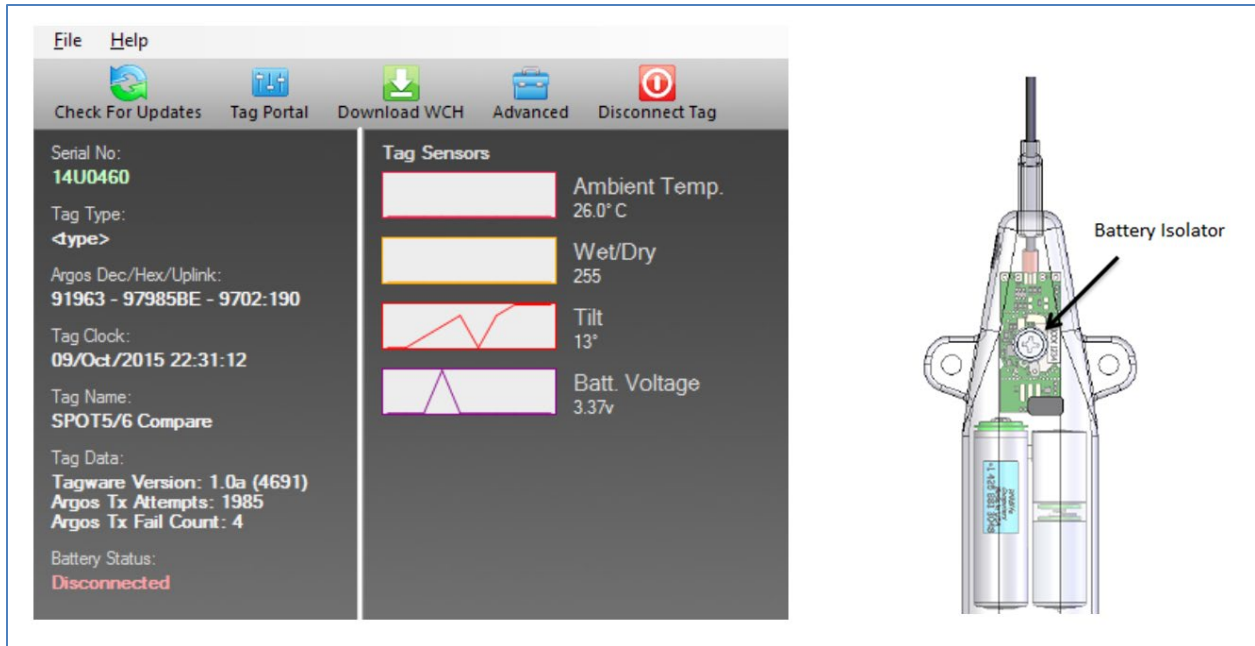 File Help
Check For Updates Tag Portal Download WCH Advanced Disconnect Tag
Serial No:
14U0460
Tag Type:
<type>
Argos Dec/Hex/Uplink:
91963 - 97985BE - 9702:190
Tag Clock:
09/Oct/2015 22:31:12
Tag Name:
SPOT5/6 Compare
Tag Data:
Tagware Version: 1.0a (4691)
Argos Tx Attempts: 1985
Argos Tx Fail Count: 4
Battery Status:
Disconnected
Tag Sensors
Ambient Temp.
26.0° C
Wet/Dry
255
Tilt
13°
Batt. Voltage
3.37v
Battery Isolator